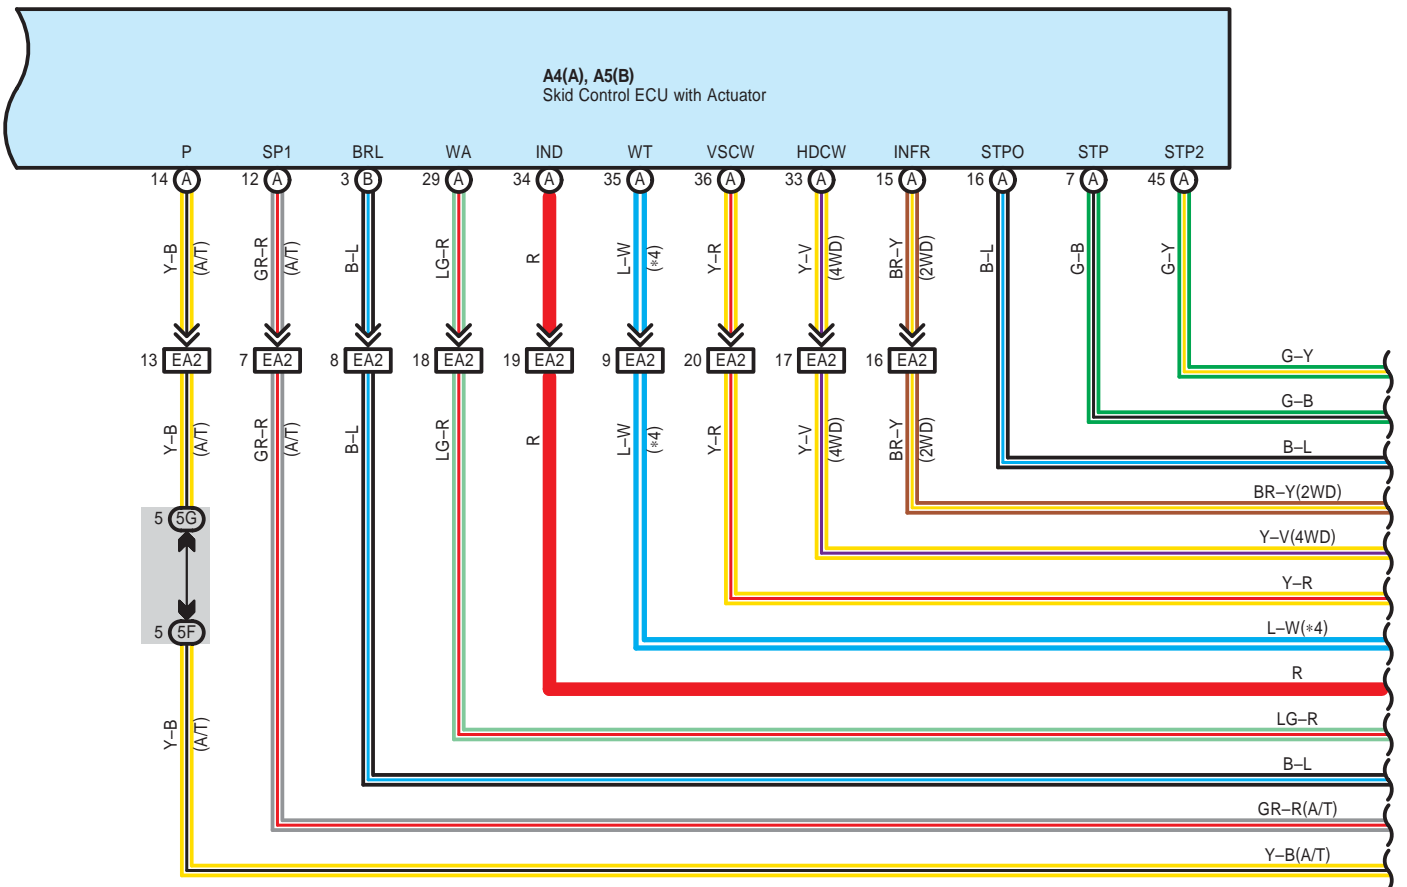 A4(A), A5(B)
Skid Control ECU with Actuator
P SP1 BRL WA IND WT VSCW HDCW INFR STPO STP STP2
14 A 12 A 3 B 29 A 34 A 35 A 36 A 33 A 15 A 16 A 7 A 45 A
Y–B (A/T) GR–R (A/T) B–L LG–R R L–W (*4) Y–R Y–V (4WD) BR–Y (2WD) B–L G–B G–Y
13 EA2 7 EA2 8 EA2 18 EA2 19 EA2 9 EA2 20 EA2 17 EA2 16 EA2
G–Y
G–B
Y–B (A/T) GR–R (A/T) B–L LG–R R L–W (*4) Y–R Y–V (4WD) BR–Y (2WD)
B–L
BR–Y(2WD)
5 5G
Y–V(4WD)
Y–R
5 5F
L–W(*4)
R
Y–B (A/T)
LG–R
B–L
GR–R(A/T)
Y–B(A/T)